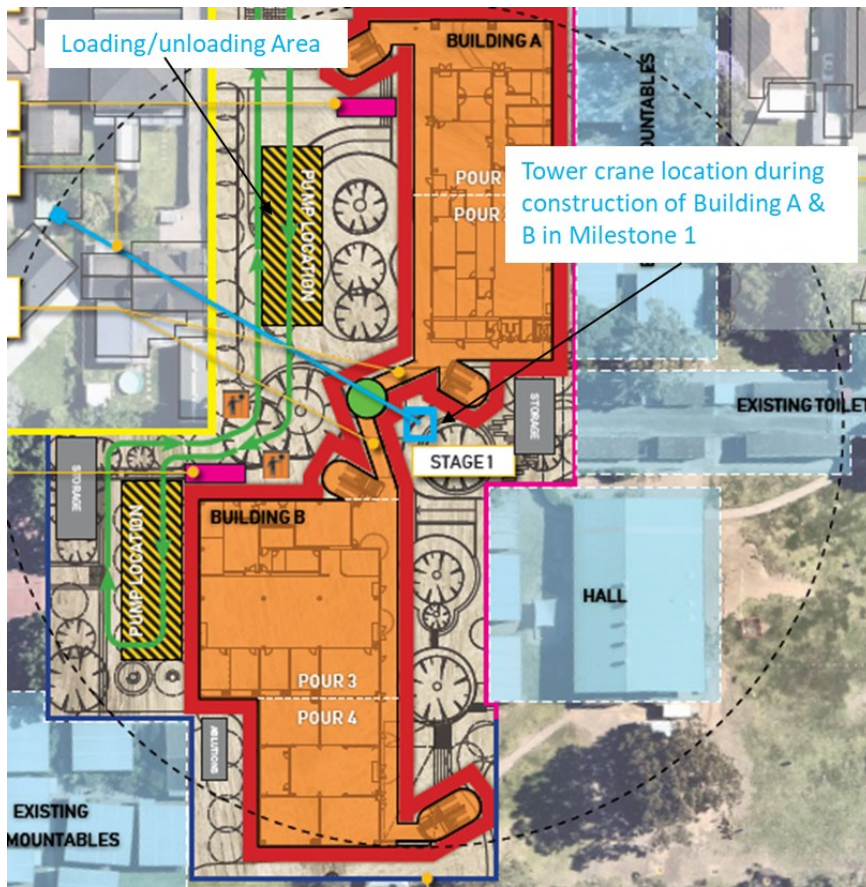 Loading/unloading Area
BUILDING A
PUMP LOCATION
POUR
Tower crane location during
construction of Building A &
B in Milestone 1
STORAGE
EXISTING TOILET
STAGE 1
STORAGE
PUMP LOCATION
BUILDING B
HALL
POUR 3
POUR 4
ABLUTIONS
EXISTING
MOUNTABLES